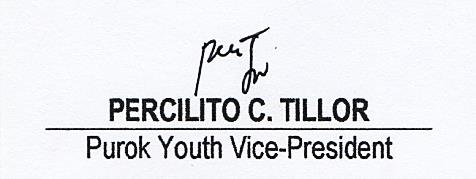 PERCILITO C. TILLOR
Purok Youth Vice-President